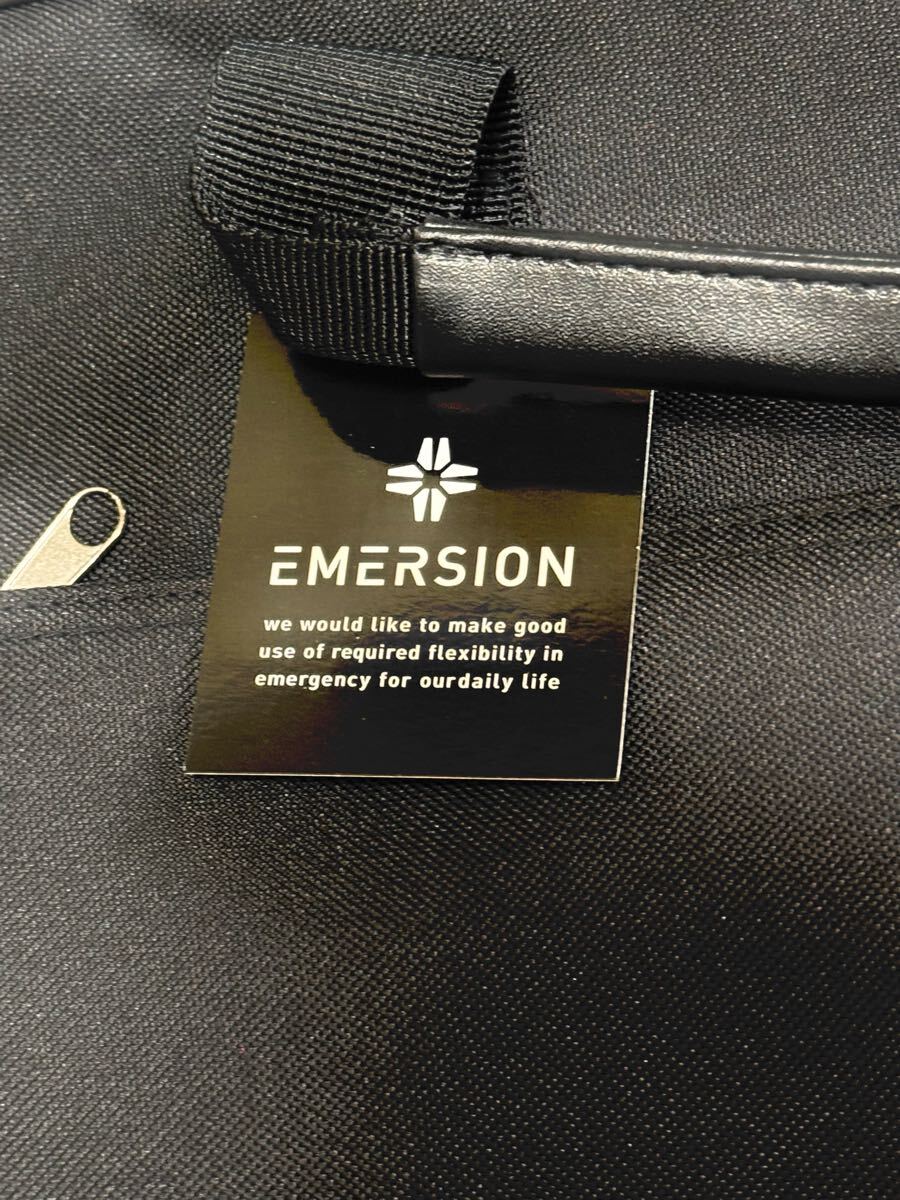 EMERSION
we would like to make good
use of required flexibility in
emergency for ourdaily life